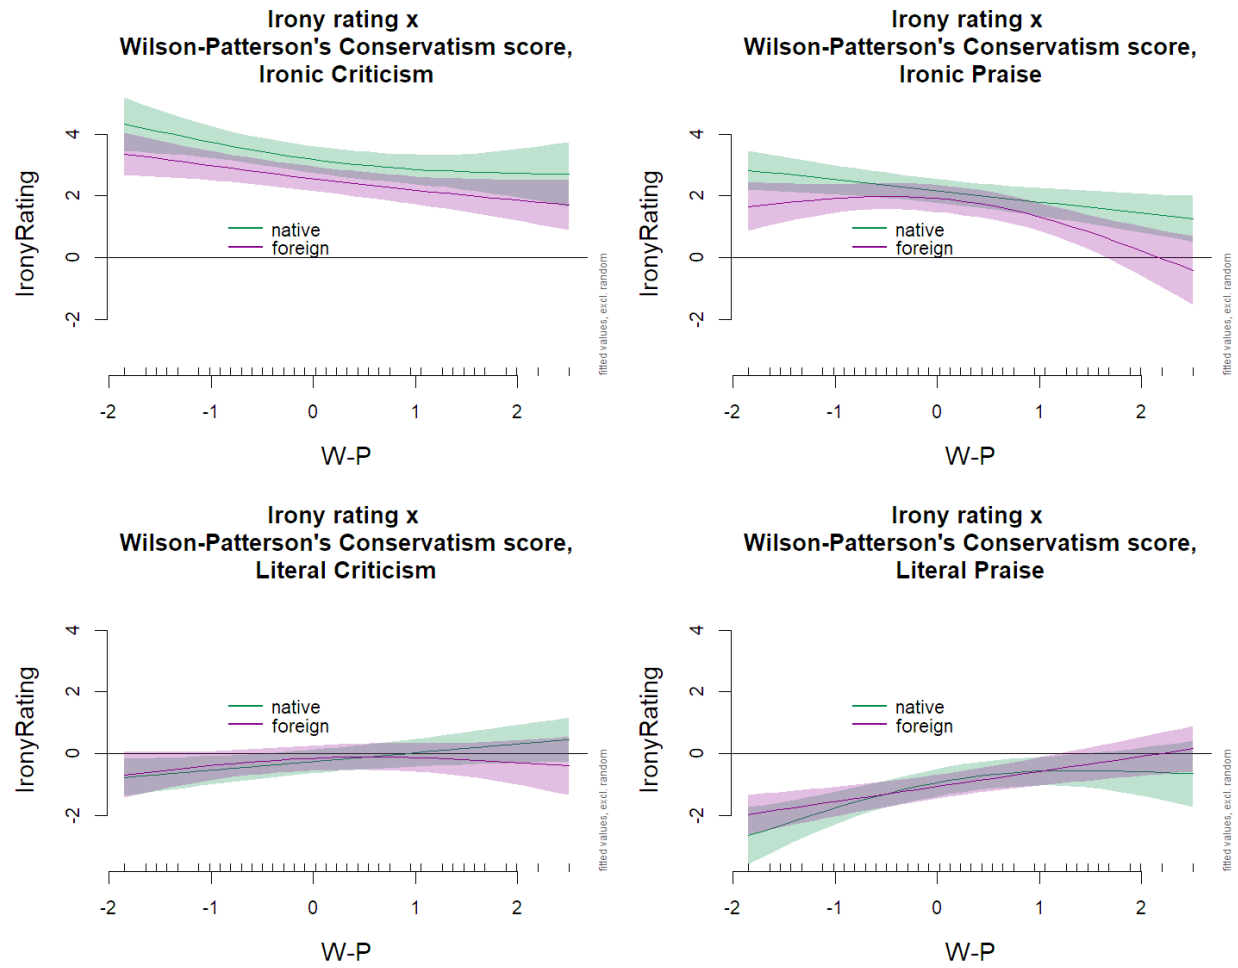 Irony rating x
Wilson-Patterson's Conservatism score,
Ironic Criticism
IronyRating
4
2
0
-2
native
foreign
fitted values, excl. random
-2 -1 0 1 2
W-P
Irony rating x
Wilson-Patterson's Conservatism score,
Ironic Praise
IronyRating
4
2
0
-2
native
foreign
fitted values, excl. random
-2 -1 0 1 2
W-P
Irony rating x
Wilson-Patterson's Conservatism score,
Literal Criticism
IronyRating
4
2
0
-2
native
foreign
fitted values, excl. random
-2 -1 0 1 2
W-P
Irony rating x
Wilson-Patterson's Conservatism score,
Literal Praise
IronyRating
4
2
0
-2
native
foreign
fitted values, excl. random
-2 -1 0 1 2
W-P